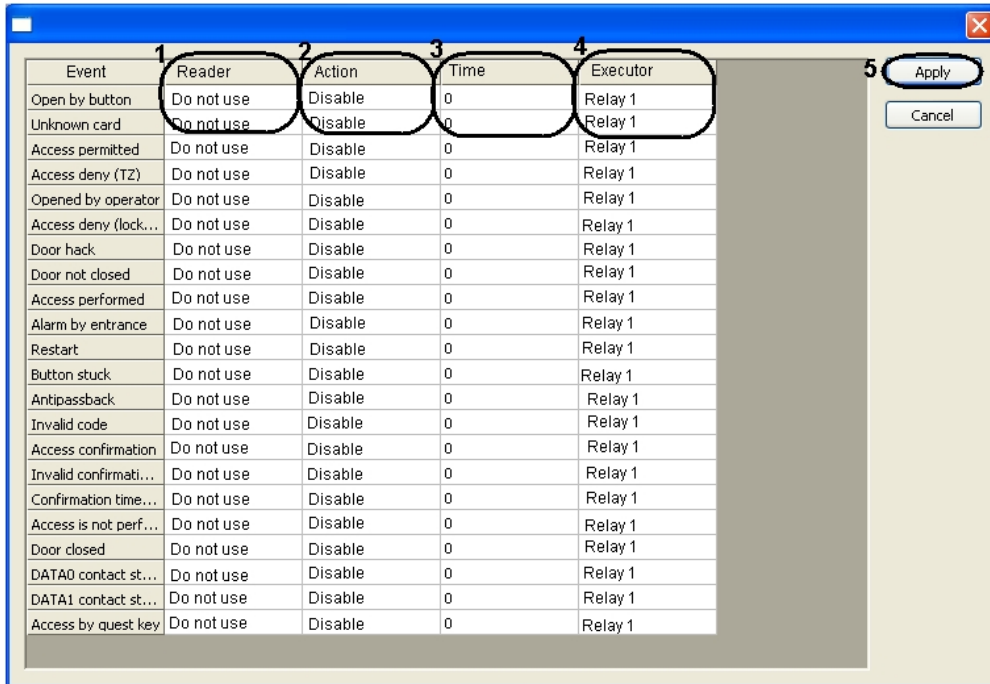 1 2 3 4
Event Reader Action Time Executor 5 Apply
Open by button Do not use Disable 0 Relay 1
Unknown card Do not use Disable 0 Relay 1 Cancel
Access permitted Do not use Disable 0 Relay 1
Access deny (TZ) Do not use Disable 0 Relay 1
Opened by operator Do not use Disable 0 Relay 1
Access deny (lock... Do not use Disable 0 Relay 1
Door hack Do not use Disable 0 Relay 1
Door not closed Do not use Disable 0 Relay 1
Access performed Do not use Disable 0 Relay 1
Alarm by entrance Do not use Disable 0 Relay 1
Restart Do not use Disable 0 Relay 1
Button stuck Do not use Disable 0 Relay 1
Antipassback Do not use Disable 0 Relay 1
Invalid code Do not use Disable 0 Relay 1
Access confirmation Do not use Disable 0 Relay 1
Invalid confirmati... Do not use Disable 0 Relay 1
Confirmation time... Do not use Disable 0 Relay 1
Access is not perf... Do not use Disable 0 Relay 1
Door closed Do not use Disable 0 Relay 1
DATA0 contact st... Do not use Disable 0 Relay 1
DATA1 contact st... Do not use Disable 0 Relay 1
Access by quest key Do not use Disable 0 Relay 1